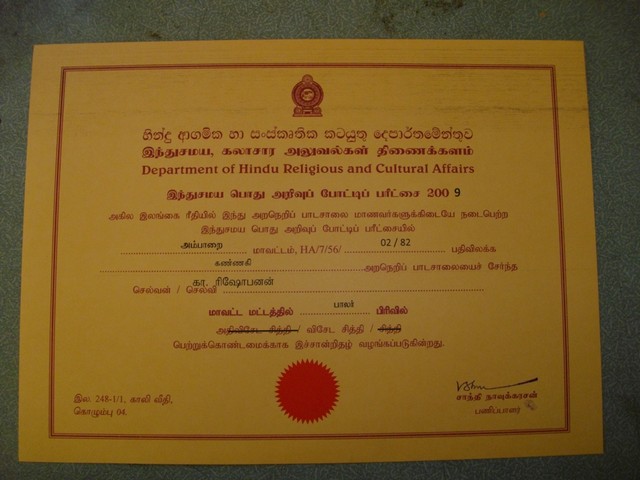 හින්දු ආගමික හා සංස්කෘතික කටයුතු දෙපාර්තමේන්තුව
இந்துசமய, கலாசார அலுவல்கள் திணைக்களம்
Department of Hindu Religious and Cultural Affairs
இந்துசமய பொது அறிவுப் போட்டிப் பரீட்சை 2009
அகில இலங்கை ரீதியில் இந்து அறநெறிப் பாடசாலை மாணவர்களுக்கிடையே நடைபெற்ற
இந்துசமய பொது அறிவுப் போட்டிப் பரீட்சையில்
அம்பாறை மாவட்டம், HA/7/56/ 02 / 82 பதிவிலக்க
கண்ணகி அறநெறிப் பாடசாலையைச் சேர்ந்த
செல்வன் / செல்வி கா. ரிஷோபனன்
மாவட்ட மட்டத்தில் பாலர் பிரிவில்
அதிவிசேட சித்தி / விசேட சித்தி / சித்தி
பெற்றுக்கொண்டமைக்காக இச்சான்றிதழ் வழங்கப்படுகின்றது.
இல. 248-1/1, காலி வீதி,
கொழும்பு 04.
சாந்தி நாவுக்கரசன்
பணிப்பாளர்